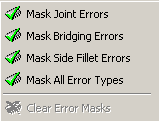 Mask Joint Errors
Mask Bridging Errors
Mask Side Fillet Errors
Mask All Error Types
Clear Error Masks